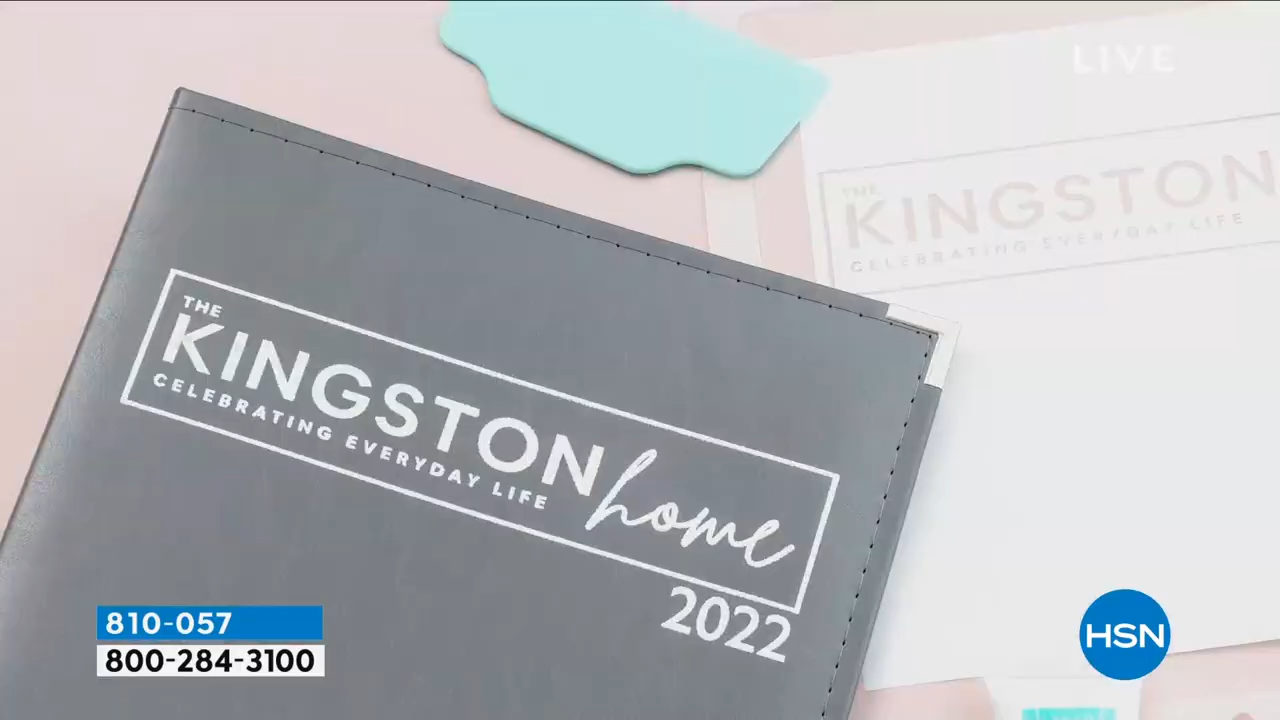 LIVE
THE
KINGSTON
CELEBRATING EVERYDAY LIFE
THE
KINGSTON home
CELEBRATING EVERYDAY LIFE
2022
810-057
800-284-3100
HSN